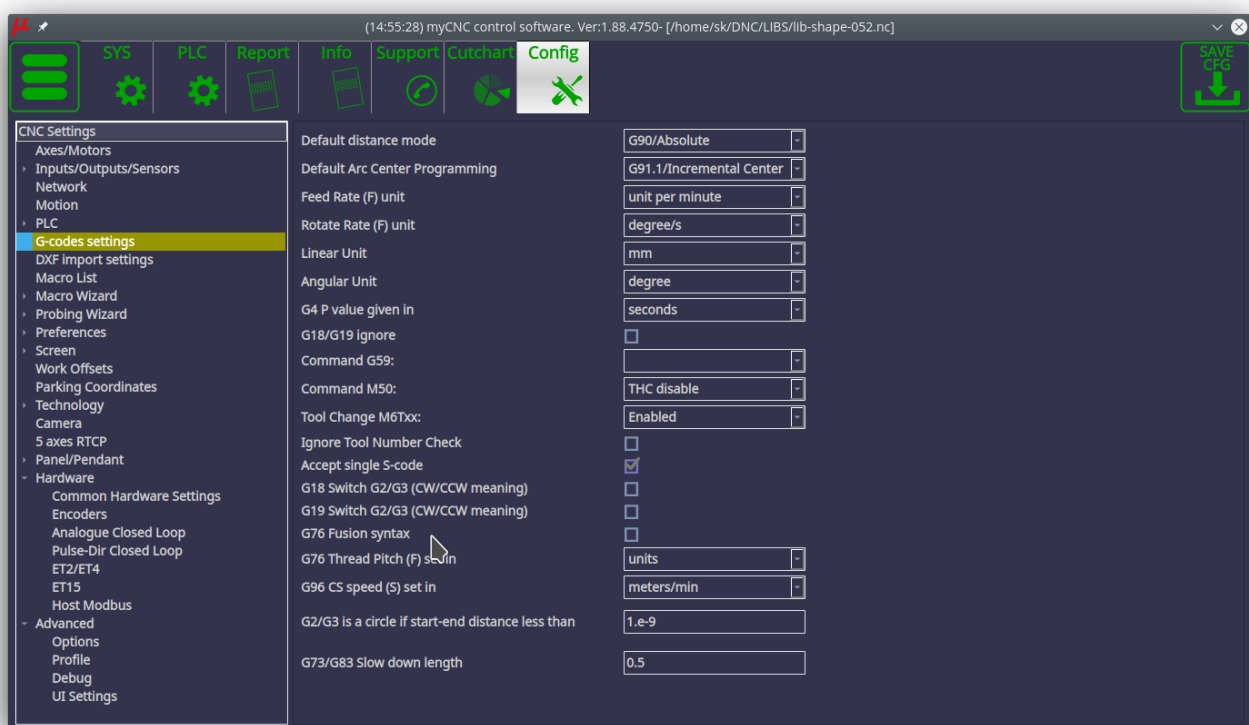 (14:55:28) myCNC control software. Ver:1.88.4750- [/home/sk/DNC/LIBS/lib-shape-052.nc]
SYS PLC Report Info Support Cutchart Config
SAVE
CFG
CNC Settings
Axes/Motors
Inputs/Outputs/Sensors
Network
Motion
PLC
G-codes settings
DXF import settings
Macro List
Macro Wizard
Probing Wizard
Preferences
Screen
Work Offsets
Parking Coordinates
Technology
Camera
5 axes RTCP
Panel/Pendant
Hardware
Common Hardware Settings
Encoders
Analogue Closed Loop
Pulse-Dir Closed Loop
ET2/ET4
ET15
Host Modbus
Advanced
Options
Profile
Debug
UI Settings
Default distance mode G90/Absolute
Default Arc Center Programming G91.1/Incremental Center
Feed Rate (F) unit unit per minute
Rotate Rate (F) unit degree/s
Linear Unit mm
Angular Unit degree
G4 P value given in seconds
G18/G19 ignore
Command G59:
Command M50: THC disable
Tool Change M6Txx: Enabled
Ignore Tool Number Check
Accept single S-code
G18 Switch G2/G3 (CW/CCW meaning)
G19 Switch G2/G3 (CW/CCW meaning)
G76 Fusion syntax
G76 Thread Pitch (F) set in units
G96 CS speed (S) set in meters/min
G2/G3 is a circle if start-end distance less than 1.e-9
G73/G83 Slow down length 0.5